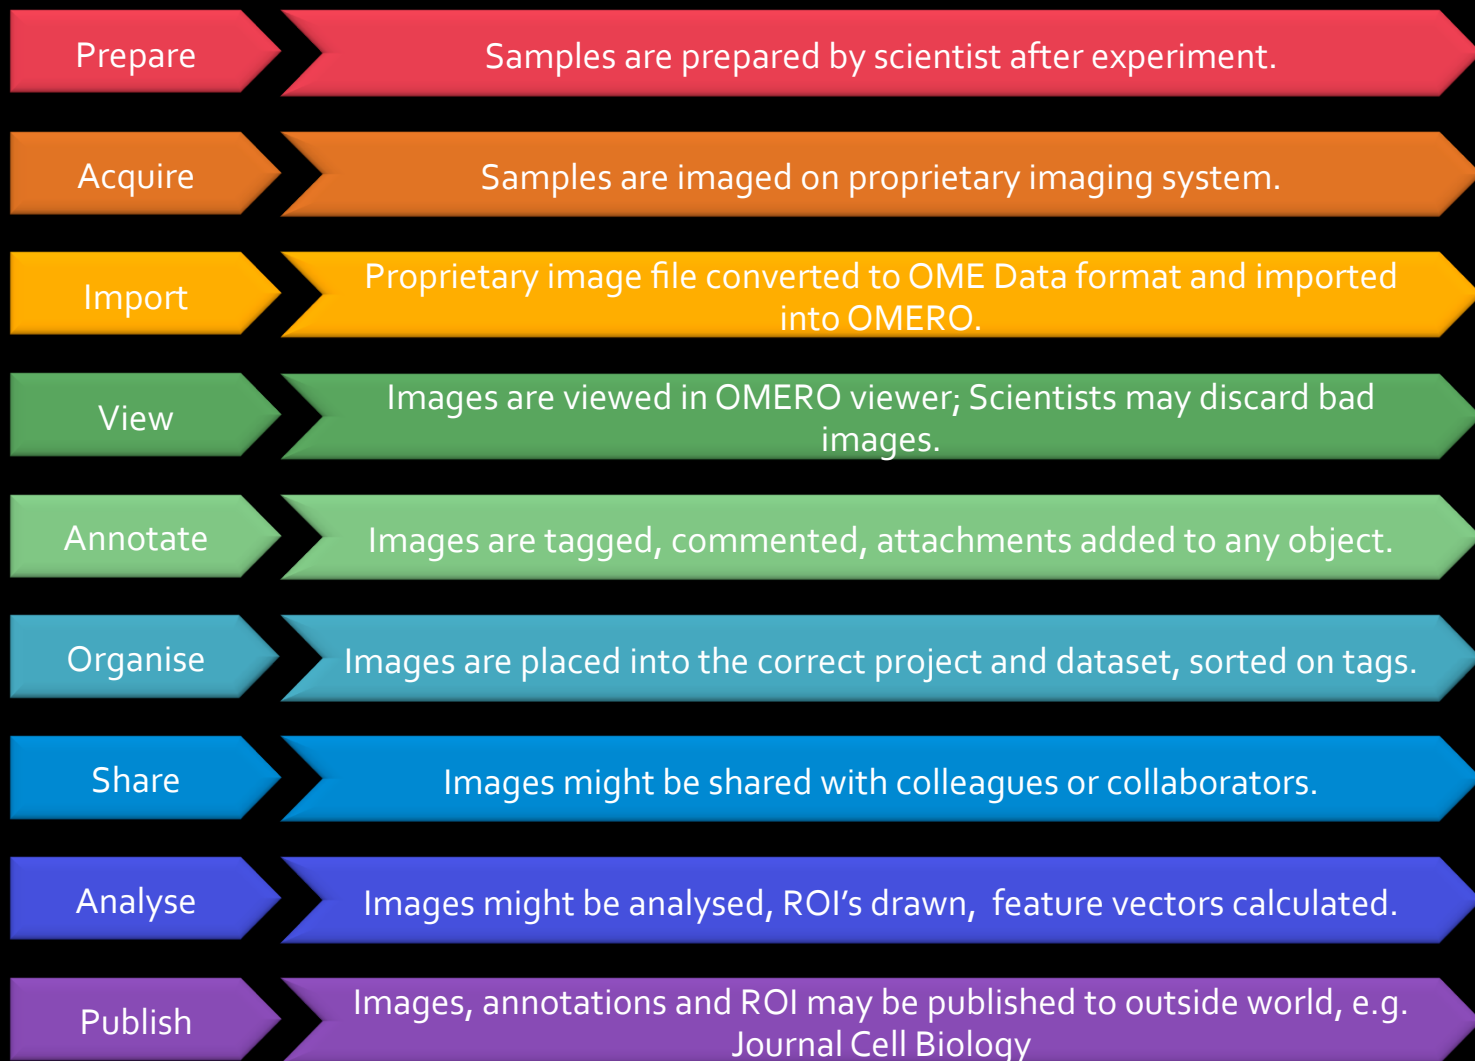 Prepare
Samples are prepared by scientist after experiment.
Acquire
Samples are imaged on proprietary imaging system.
Import
Proprietary image file converted to OME Data format and imported
into OMERO.
View
Images are viewed in OMERO viewer; Scientists may discard bad
images.
Annotate
Images are tagged, commented, attachments added to any object.
Organise
Images are placed into the correct project and dataset, sorted on tags.
Share
Images might be shared with colleagues or collaborators.
Analyse
Images might be analysed, ROI's drawn,  feature vectors calculated.
Publish
Images, annotations and ROI may be published to outside world, e.g.
Journal Cell Biology